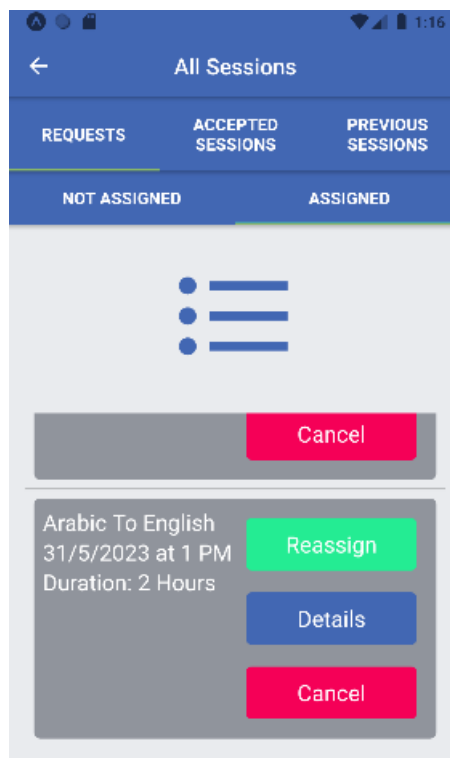 1:16
All Sessions
REQUESTS
ACCEPTED
SESSIONS
PREVIOUS
SESSIONS
NOT ASSIGNED
ASSIGNED
Cancel
Arabic To English
31/5/2023 at 1 PM
Duration: 2 Hours
Reassign
Details
Cancel